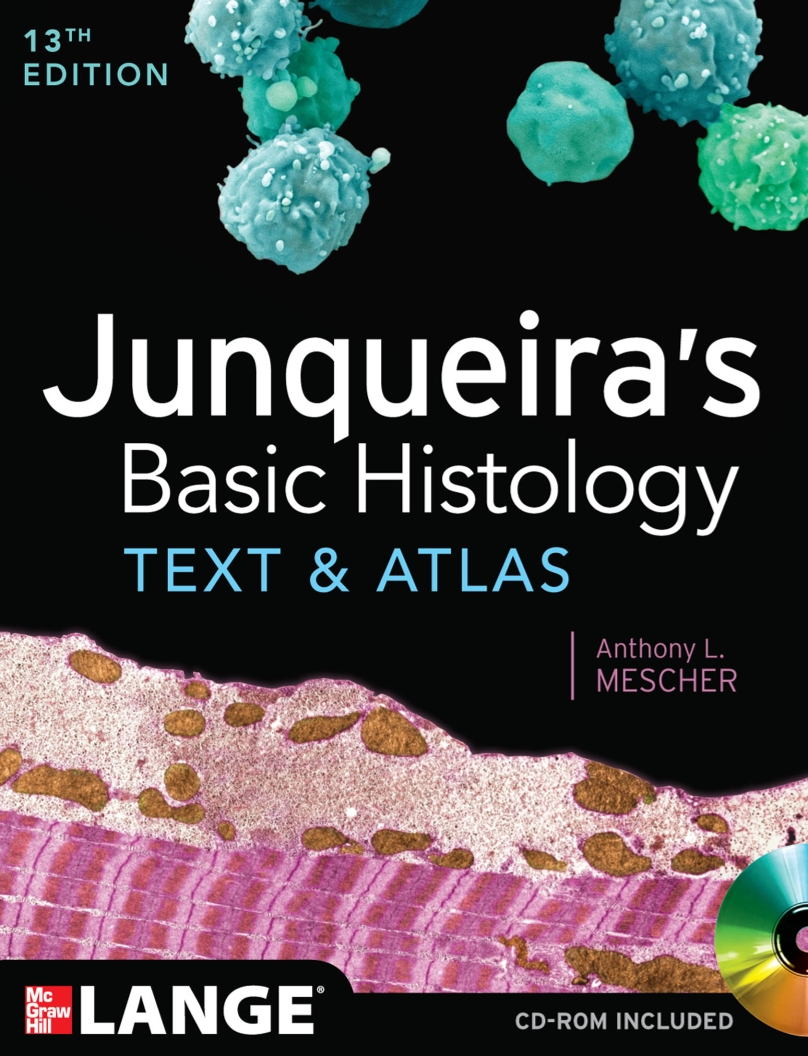 13TH
EDITION
Junqueira's
Basic Histology
TEXT & ATLAS
Anthony L.
MESCHER
Mc
Graw
Hill
LANGE®
CD-ROM INCLUDED